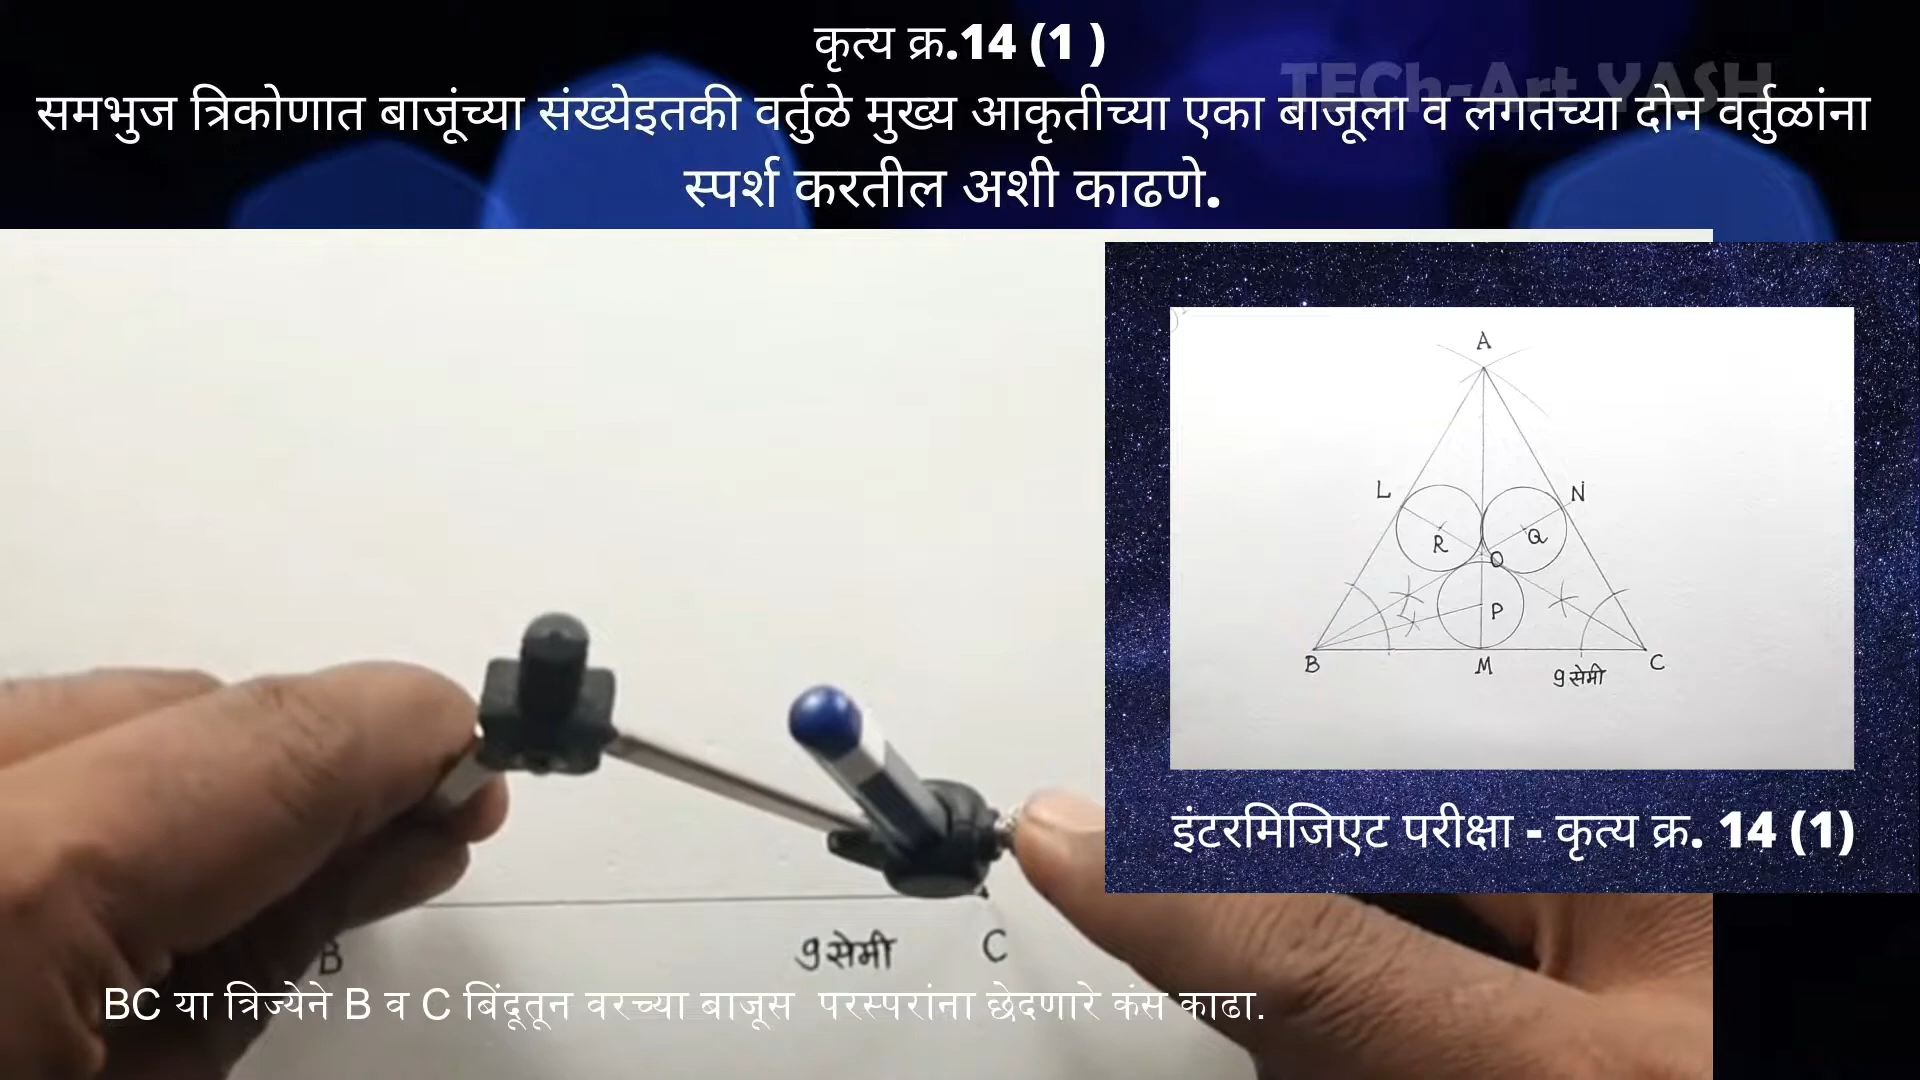 कृत्य क्र.14 (1 )
TECh-Art YASH
समभुज त्रिकोणात बाजूंच्या संख्येइतकी वर्तुळे मुख्य आकृतीच्या एका बाजूला व लगतच्या दोन वर्तुळांना
स्पर्श करतील अशी काढणे.
A
L
N
R
Q
O
P
B
M
C
9 सेमी
इंटरमिजिएट परीक्षा - कृत्य क्र. 14 (1)
B
9 सेमी
C
BC या त्रिज्येने B व C बिंदूतून वरच्या बाजूस परस्परांना छेदणारे कंस काढा.